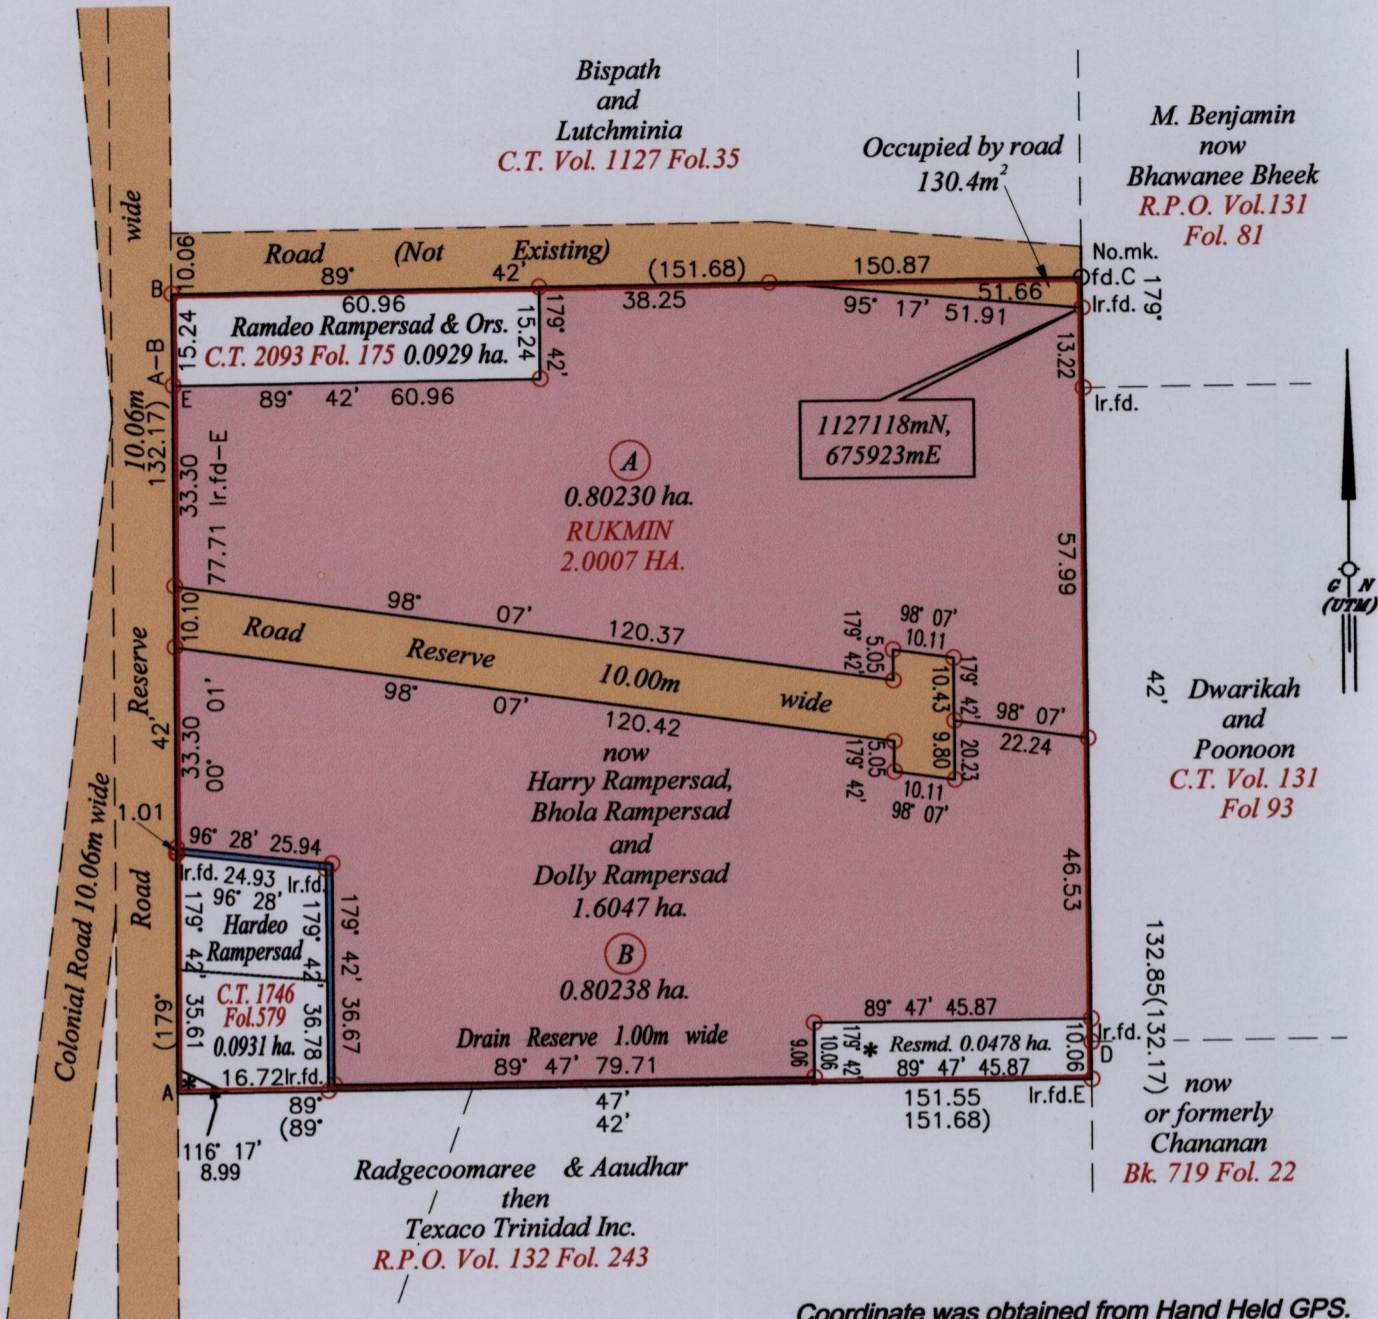 Bispath
and
Lutchminia
C.T. Vol. 1127 Fol.35
M. Benjamin
now
Bhawanee Bheek
R.P.O. Vol.131
Fol. 81
Occupied by road
130.4m²
wide
10.06
Road (Not Existing)
89° 42' (151.68) 150.87
No.mk.
fd.C
179°
Ir.fd.
B
60.96
38.25
51.66
95° 17' 51.91
15.24
Ramdeo Rampersad & Ors.
C.T. 2093 Fol. 175 0.0929 ha.
15.24
179° 42'
13.22
A-B
E
89° 42' 60.96
Ir.fd.
10.06m
132.17)
33.30
77.71 Ir.fd-E
1127118mN,
675923mE
A
0.80230 ha.
RUKMIN
2.0007 HA.
57.99
G N
(UTM)
10.10
98° 07' 120.37
Road Reserve 10.00m wide
98° 07' 120.42
179° 42'
5.05
98° 07'
10.11
10.43
179° 42'
98° 07'
22.24
9.80
20.23
5.05
179° 42'
10.11
98° 07'
Reserve
42'
33.30
00° 01'
42'
Dwarikah
and
Poonoon
C.T. Vol. 131
Fol 93
now
Harry Rampersad,
Bhola Rampersad
and
Dolly Rampersad
1.6047 ha.
B
0.80238 ha.
46.53
1.01
96° 28' 25.94
Ir.fd. 24.93 Ir.fd.
96° 28'
Hardeo
Rampersad
C.T. 1746
Fol.579
0.0931 ha.
179° 42' 35.61
179° 42' 36.78
179° 42' 36.67
Colonial Road 10.06m wide
Road
(179°
Drain Reserve 1.00m wide
89° 47' 79.71
89° 47' 45.87
9.06
10.06
179° 42'
* Resmd. 0.0478 ha.
89° 47' 45.87
10.06
Ir.fd.
D
132.85(132.17)
*
16.72 Ir.fd.
A
89° 47' 151.55
(89° 42' 151.68)
Ir.fd.E
116° 17'
8.99
now
or formerly
Chananan
Bk. 719 Fol. 22
Radgecoomaree & Aaudhar
then
Texaco Trinidad Inc.
R.P.O. Vol. 132 Fol. 243
Coordinate was obtained from Hand Held GPS.